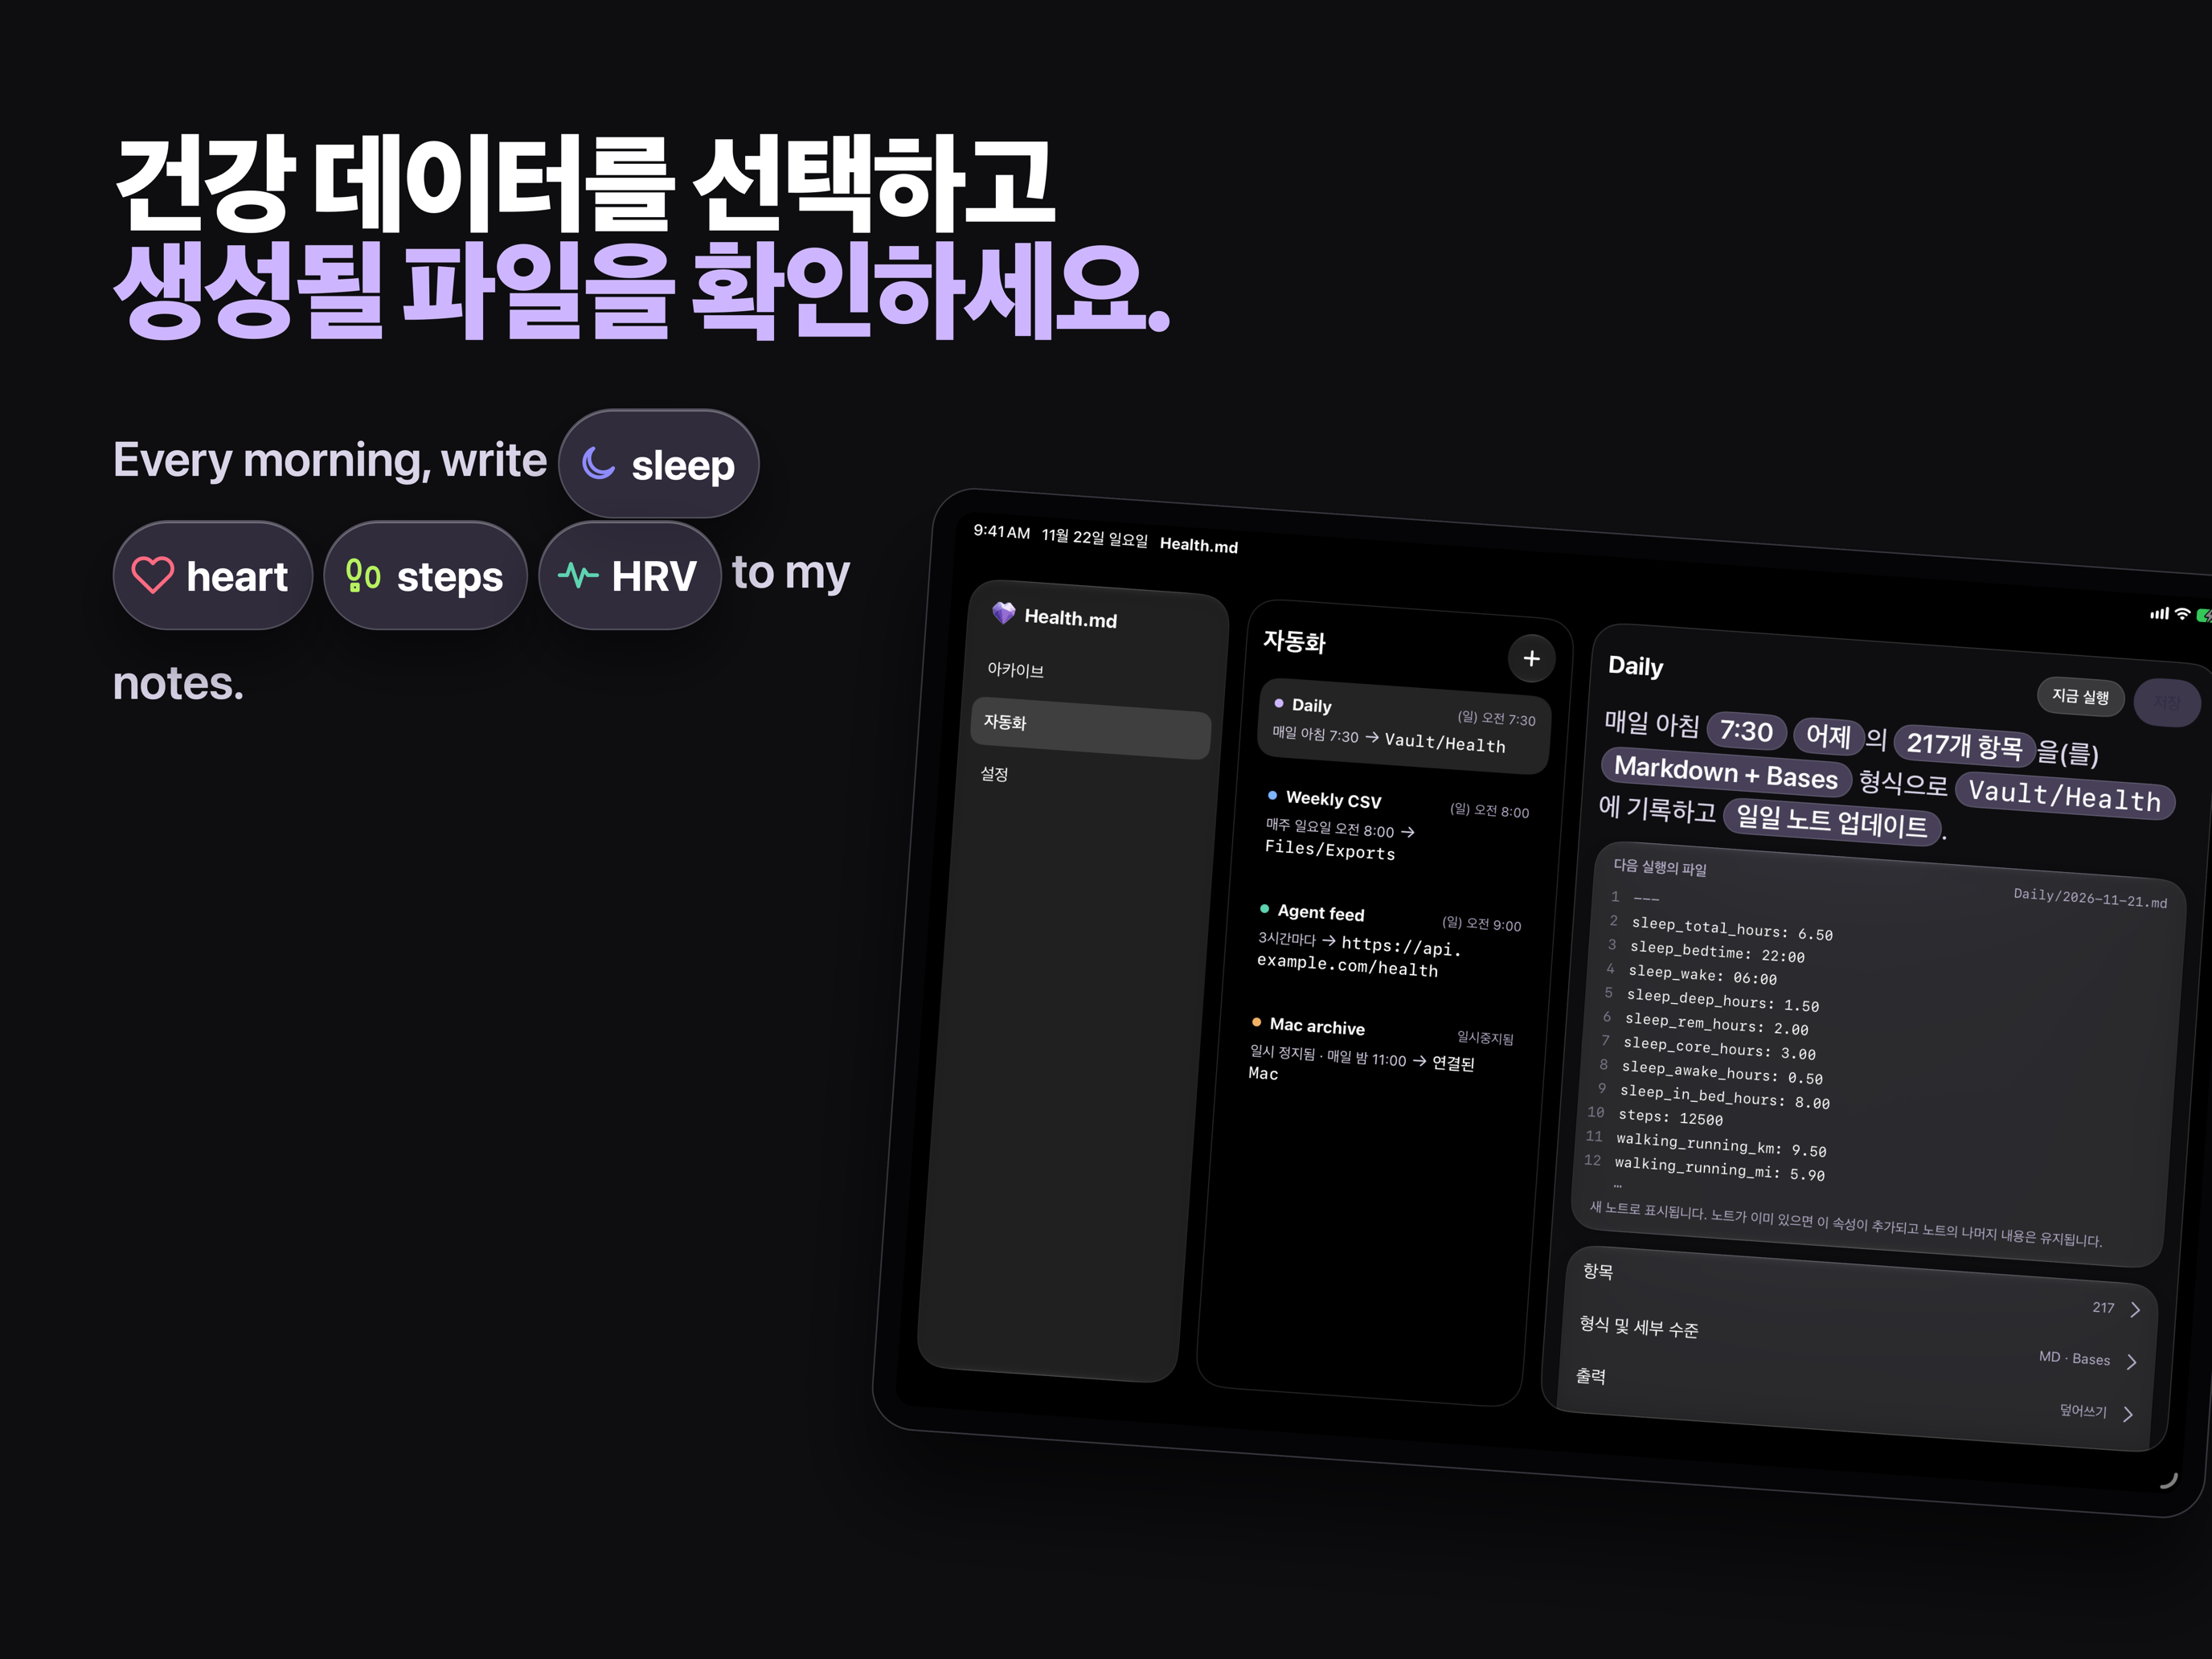 건강 데이터를 선택하고
생성될 파일을 확인하세요.
Every morning, write sleep
heart steps HRV to my
notes.
9:41 AM 11월 22일 일요일 Health.md
Health.md
아카이브
자동화
설정
자동화
Daily (일) 오전 7:30
매일 아침 7:30 → Vault/Health
Weekly CSV (일) 오전 8:00
매주 일요일 오전 8:00 →
Files/Exports
Agent feed (일) 오전 9:00
3시간마다 → https://api.
example.com/health
Mac archive 일시중지됨
일시 정지됨 · 매일 밤 11:00 → 연결된
Mac
Daily
지금 실행 저장
매일 아침 7:30 어제의 217개 항목을(를)
Markdown + Bases 형식으로 Vault/Health
에 기록하고 일일 노트 업데이트.
다음 실행의 파일 Daily/2026-11-21.md
1 ---
2 sleep_total_hours: 6.50
3 sleep_bedtime: 22:00
4 sleep_wake: 06:00
5 sleep_deep_hours: 1.50
6 sleep_rem_hours: 2.00
7 sleep_core_hours: 3.00
8 sleep_awake_hours: 0.50
9 sleep_in_bed_hours: 8.00
10 steps: 12500
11 walking_running_km: 9.50
12 walking_running_mi: 5.90
…
새 노트로 표시됩니다. 노트가 이미 있으면 이 속성이 추가되고 노트의 나머지 내용은 유지됩니다.
항목 217
형식 및 세부 수준 MD · Bases
출력 덮어쓰기